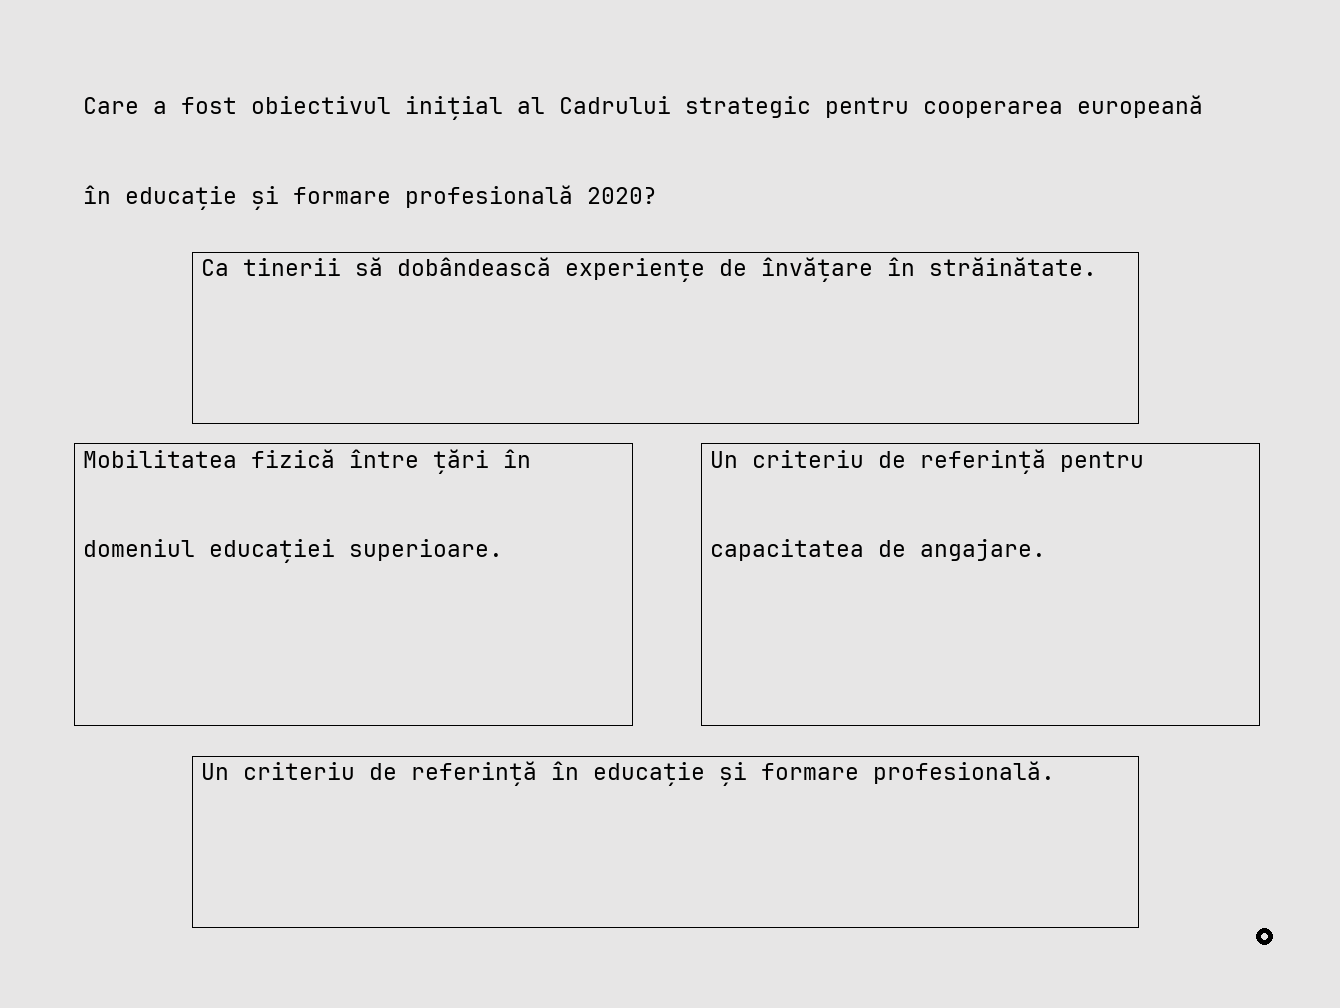 Care a fost obiectivul inițial al Cadrului strategic pentru cooperarea europeană
în educație și formare profesională 2020?
Ca tinerii să dobândească experiențe de învățare în străinătate.
Mobilitatea fizică între țări în
domeniul educației superioare.
Un criteriu de referință pentru
capacitatea de angajare.
Un criteriu de referință în educație și formare profesională.